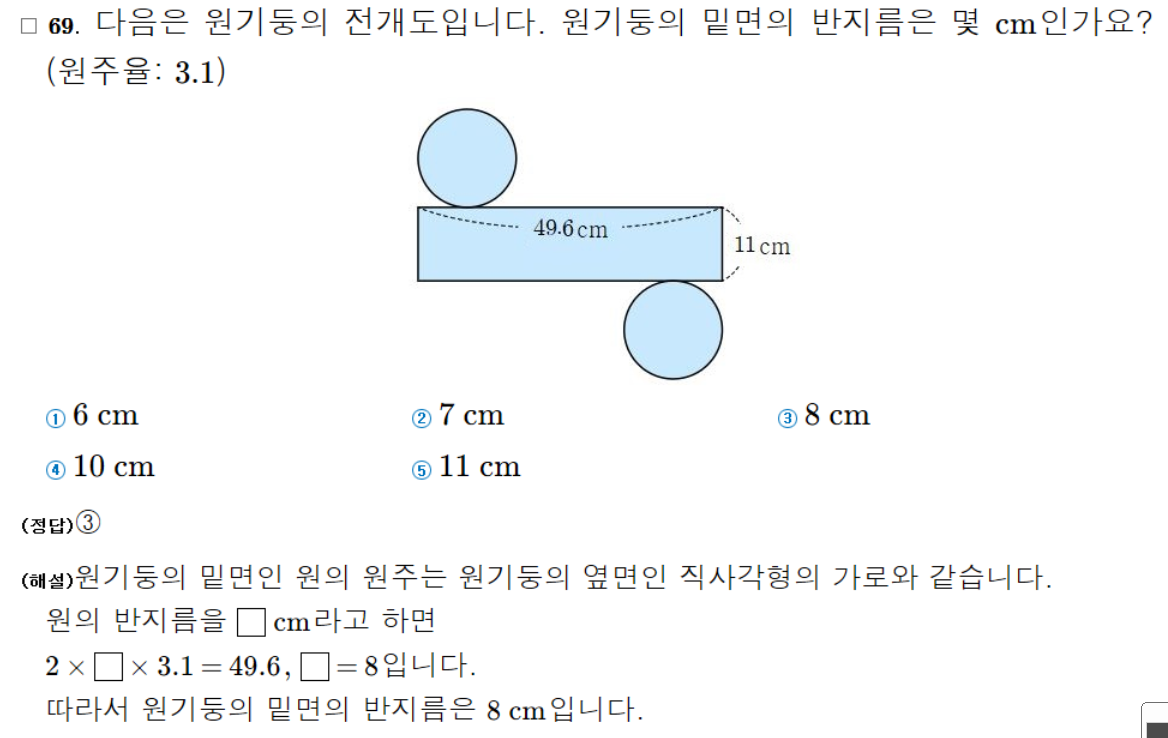 □ 69. 다음은 원기둥의 전개도입니다. 원기둥의 밑면의 반지름은 몇 cm인가요?
(원주율: 3.1)
49.6cm
11cm
① 6 cm ② 7 cm ③ 8 cm
④ 10 cm ⑤ 11 cm
(정답)③
(해설)원기둥의 밑면인 원의 원주는 원기둥의 옆면인 직사각형의 가로와 같습니다.
원의 반지름을 □ cm라고 하면
2 × □ × 3.1 = 49.6, □ = 8입니다.
따라서 원기둥의 밑면의 반지름은 8 cm입니다.